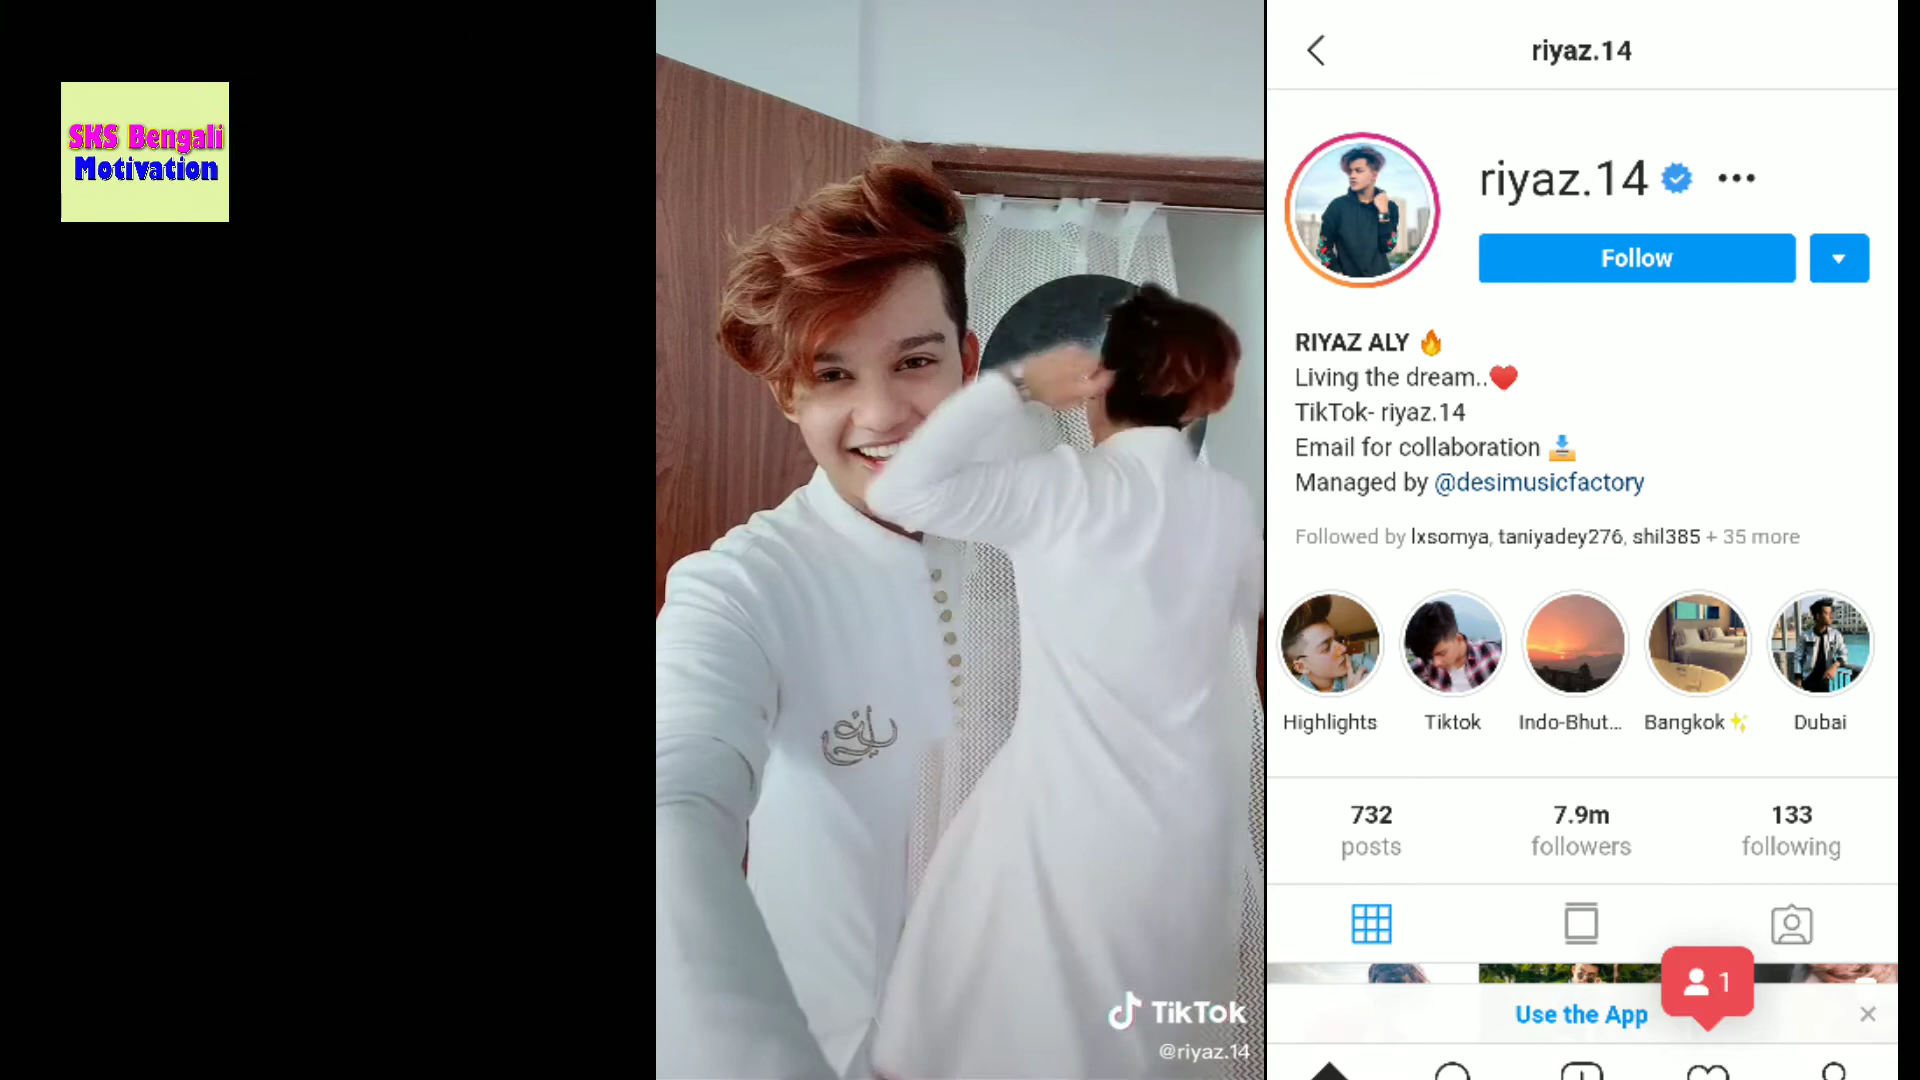 SKS Bengali
Motivation
TikTok
@riyaz.14
riyaz.14
riyaz.14
Follow
RIYAZ ALY 🔥
Living the dream..❤️
TikTok- riyaz.14
Email for collaboration 📥
Managed by @desimusicfactory
Followed by lxsomya, taniyadey276, shil385 + 35 more
Highlights Tiktok Indo-Bhut... Bangkok✨ Dubai
732 7.9m 133
posts followers following
1
Use the App